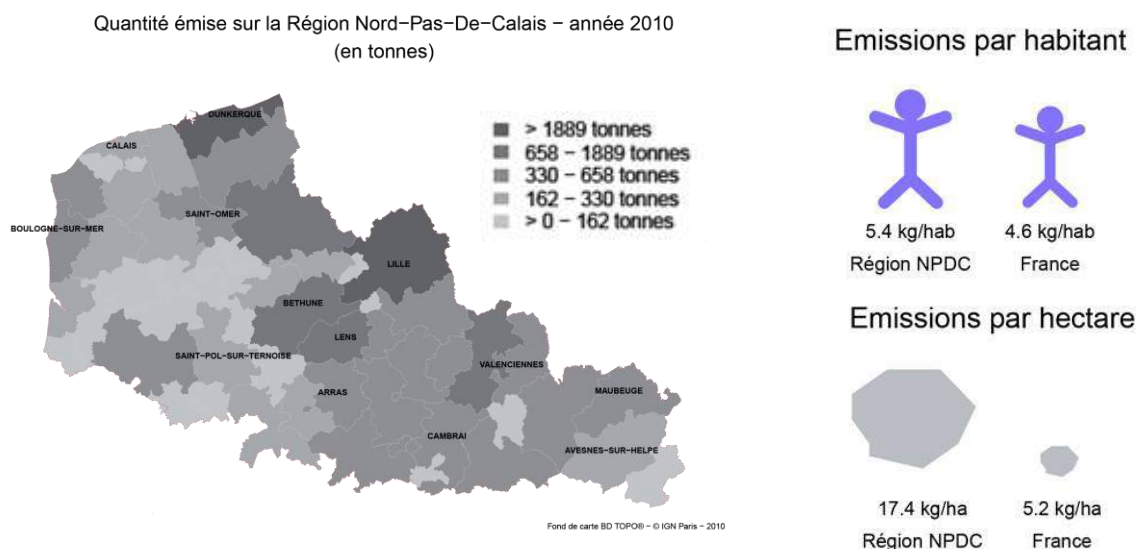 Quantité émise sur la Région Nord-Pas-De-Calais - année 2010
(en tonnes)
DUNKERQUE
CALAIS
SAINT-OMER
BOULOGNE-SUR-MER
LILLE
BETHUNE
LENS
SAINT-POL-SUR-TERNOISE
VALENCIENNES
ARRAS
MAUBEUGE
CAMBRAI
AVESNES-SUR-HELPE
> 1889 tonnes
658 - 1889 tonnes
330 - 658 tonnes
162 - 330 tonnes
> 0 - 162 tonnes
Fond de carte BD TOPO® - © IGN Paris - 2010
Emissions par habitant
5.4 kg/hab 4.6 kg/hab
Région NPDC France
Emissions par hectare
17.4 kg/ha 5.2 kg/ha
Région NPDC France